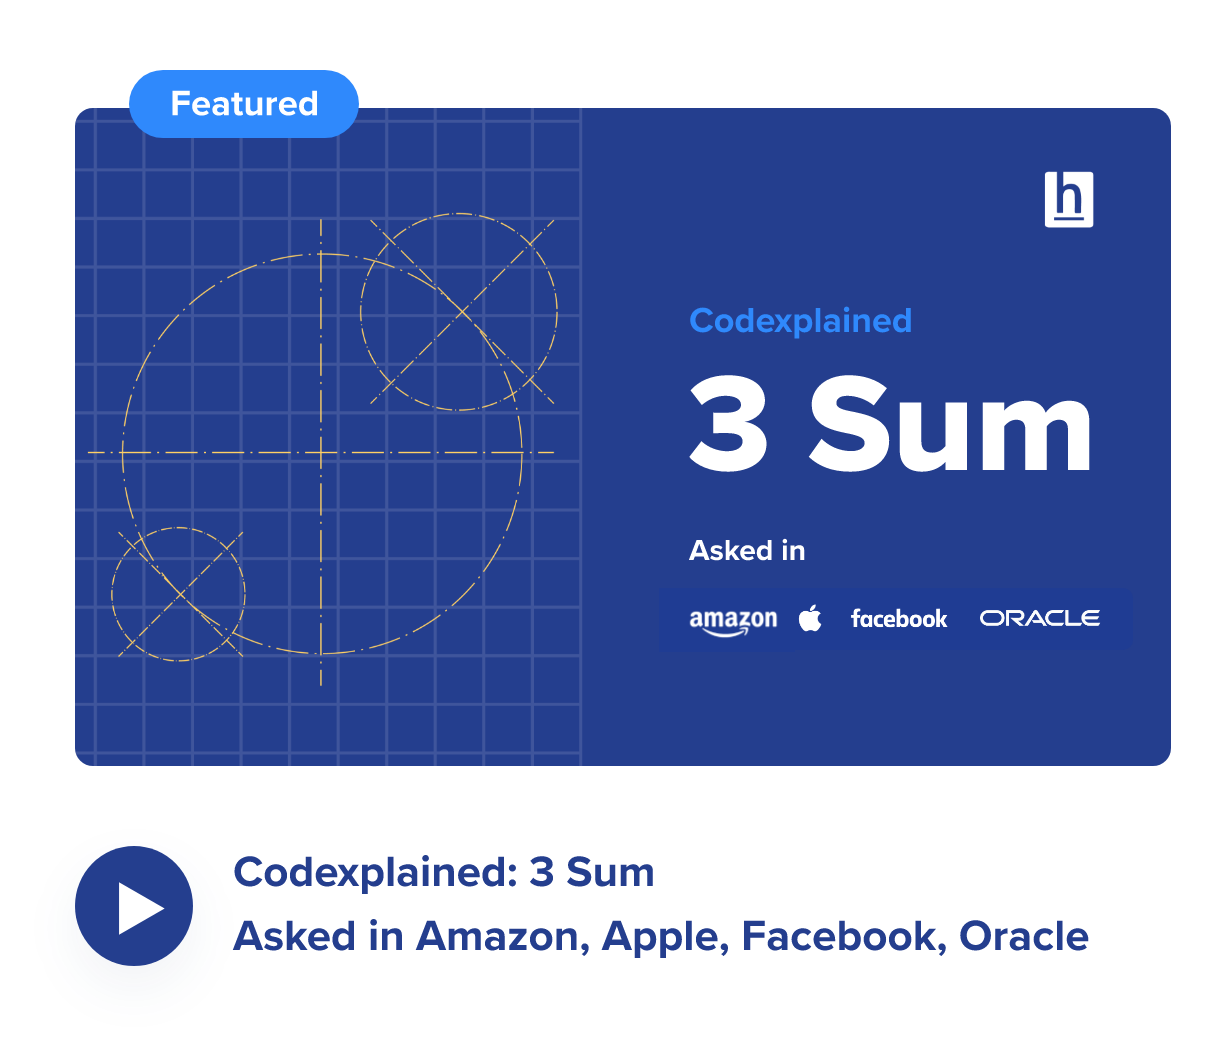 Featured
h
Codexplained
3 Sum
Asked in
amazon facebook ORACLE
Codexplained: 3 Sum
Asked in Amazon, Apple, Facebook, Oracle